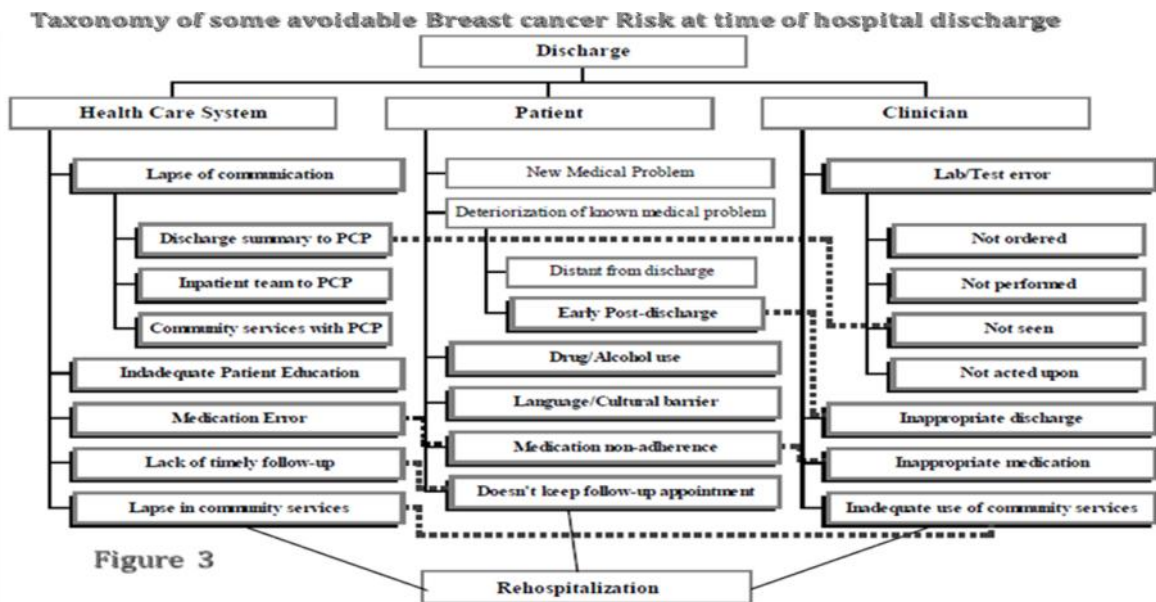 Taxonomy of some avoidable Breast cancer Risk at time of hospital discharge
Discharge
Health Care System
Patient
Clinician
Lapse of communication
Discharge summary to PCP
Inpatient team to PCP
Community services with PCP
Indadequate Patient Education
Medication Error
Lack of timely follow-up
Lapse in community services
New Medical Problem
Deteriorization of known medical problem
Distant from discharge
Early Post-discharge
Drug/Alcohol use
Language/Cultural barrier
Medication non-adherence
Doesn't keep follow-up appointment
Lab/Test error
Not ordered
Not performed
Not seen
Not acted upon
Inappropriate discharge
Inappropriate medication
Inadequate use of community services
Figure 3
Rehospitalization